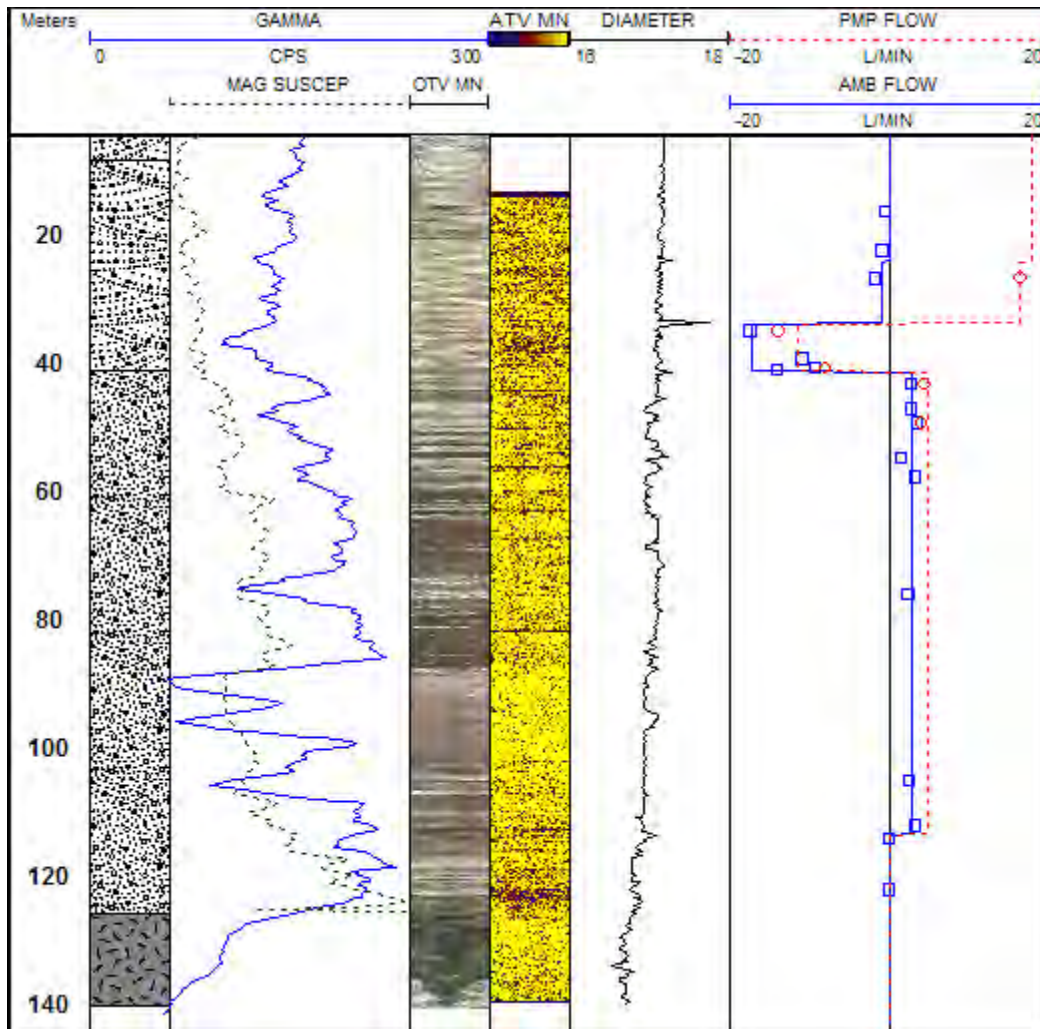 Meters GAMMA ATV MN DIAMETER PMP FLOW
0 CPS 300 16 18 -20 L/MIN 20
MAG SUSCEP OTV MN AMB FLOW
-20 L/MIN 20
20
40
60
80
100
120
140